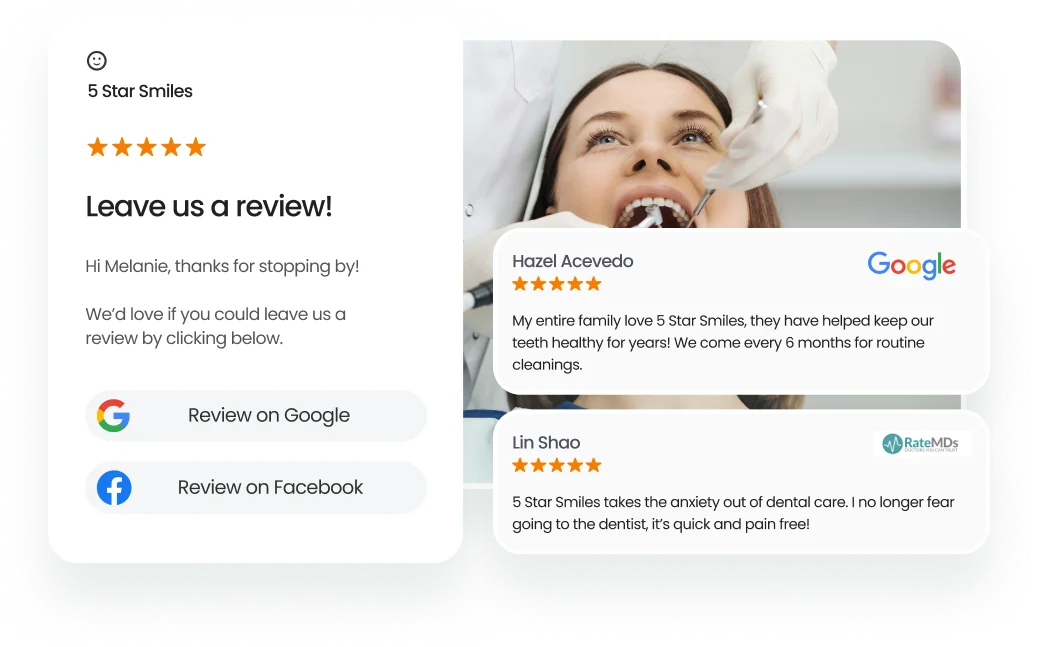 5 Star Smiles
Leave us a review!
Hi Melanie, thanks for stopping by!
We’d love if you could leave us a
review by clicking below.
Review on Google
Review on Facebook
Hazel Acevedo
Google
My entire family love 5 Star Smiles, they have helped keep our
teeth healthy for years! We come every 6 months for routine
cleanings.
Lin Shao
RateMDs
DOCTORS YOU CAN TRUST
5 Star Smiles takes the anxiety out of dental care. I no longer fear
going to the dentist, it’s quick and pain free!